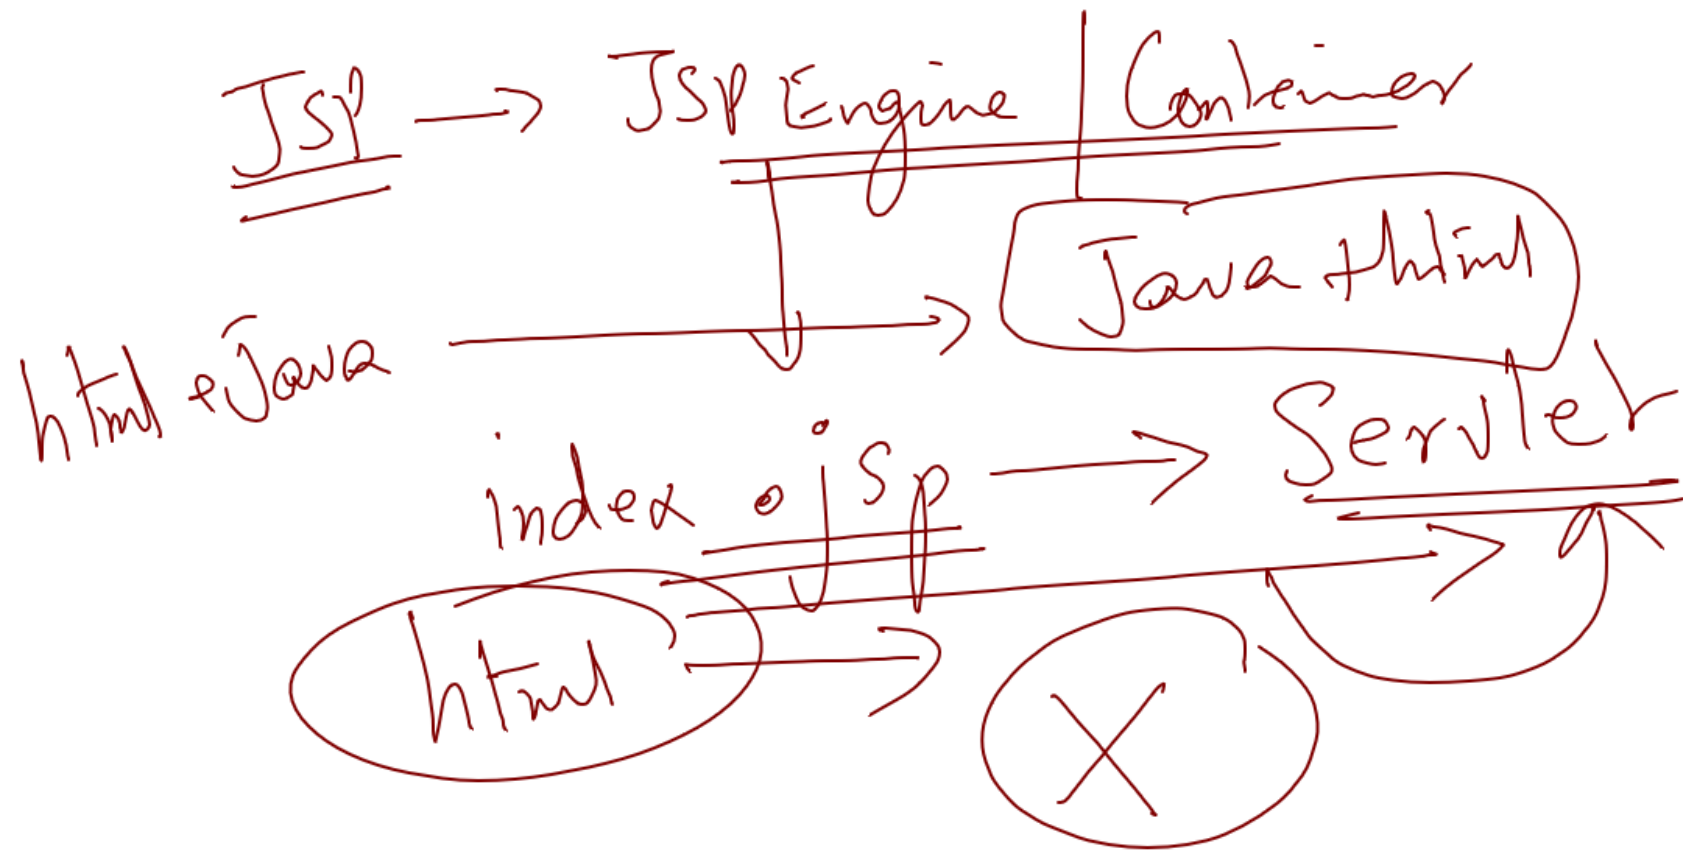 JSP → JSP Engine | Container
html + Java → Java + html
index.jsp → Servlet
html → X